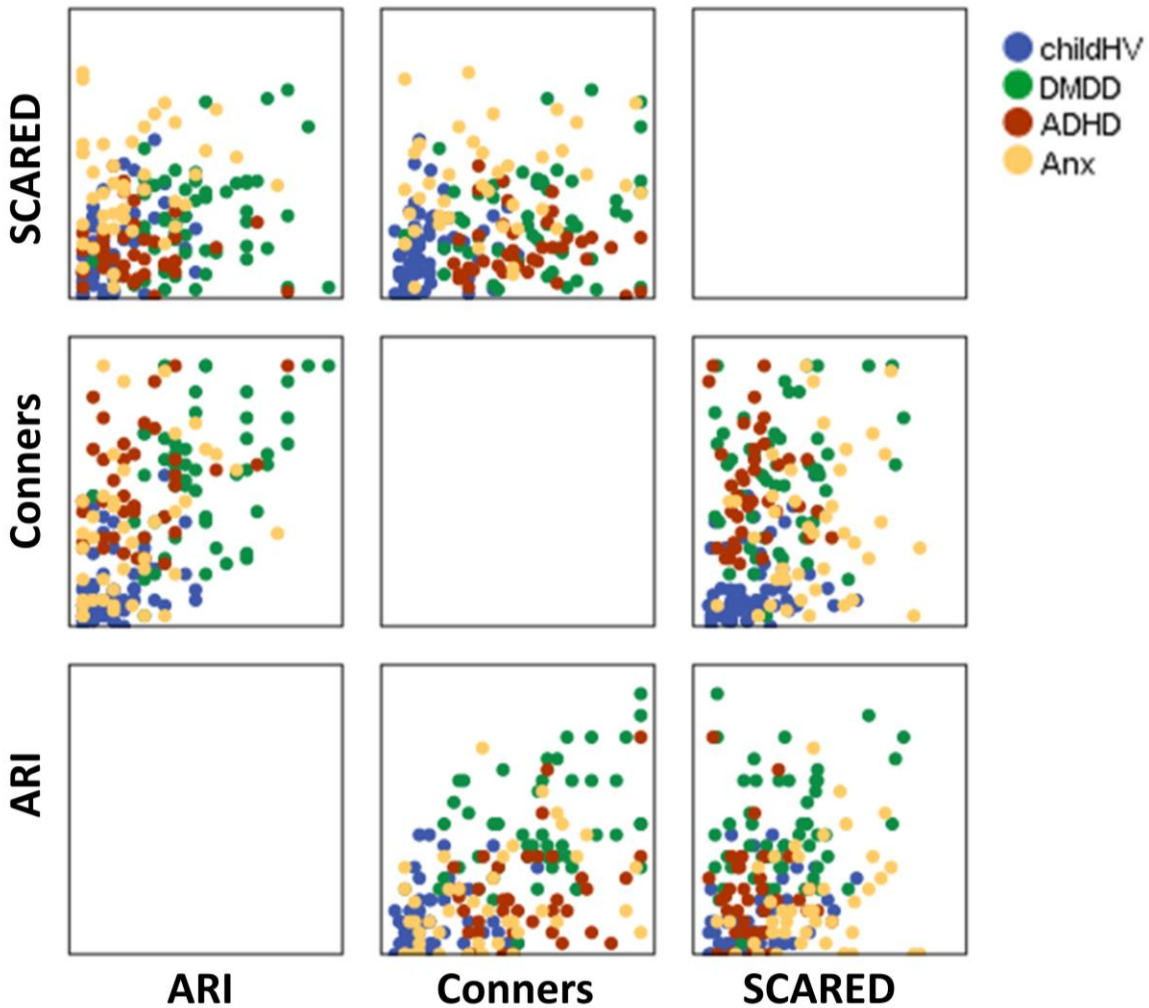 SCARED
childHV
DMDD
ADHD
Anx
Conners
ARI
ARI
Conners
SCARED